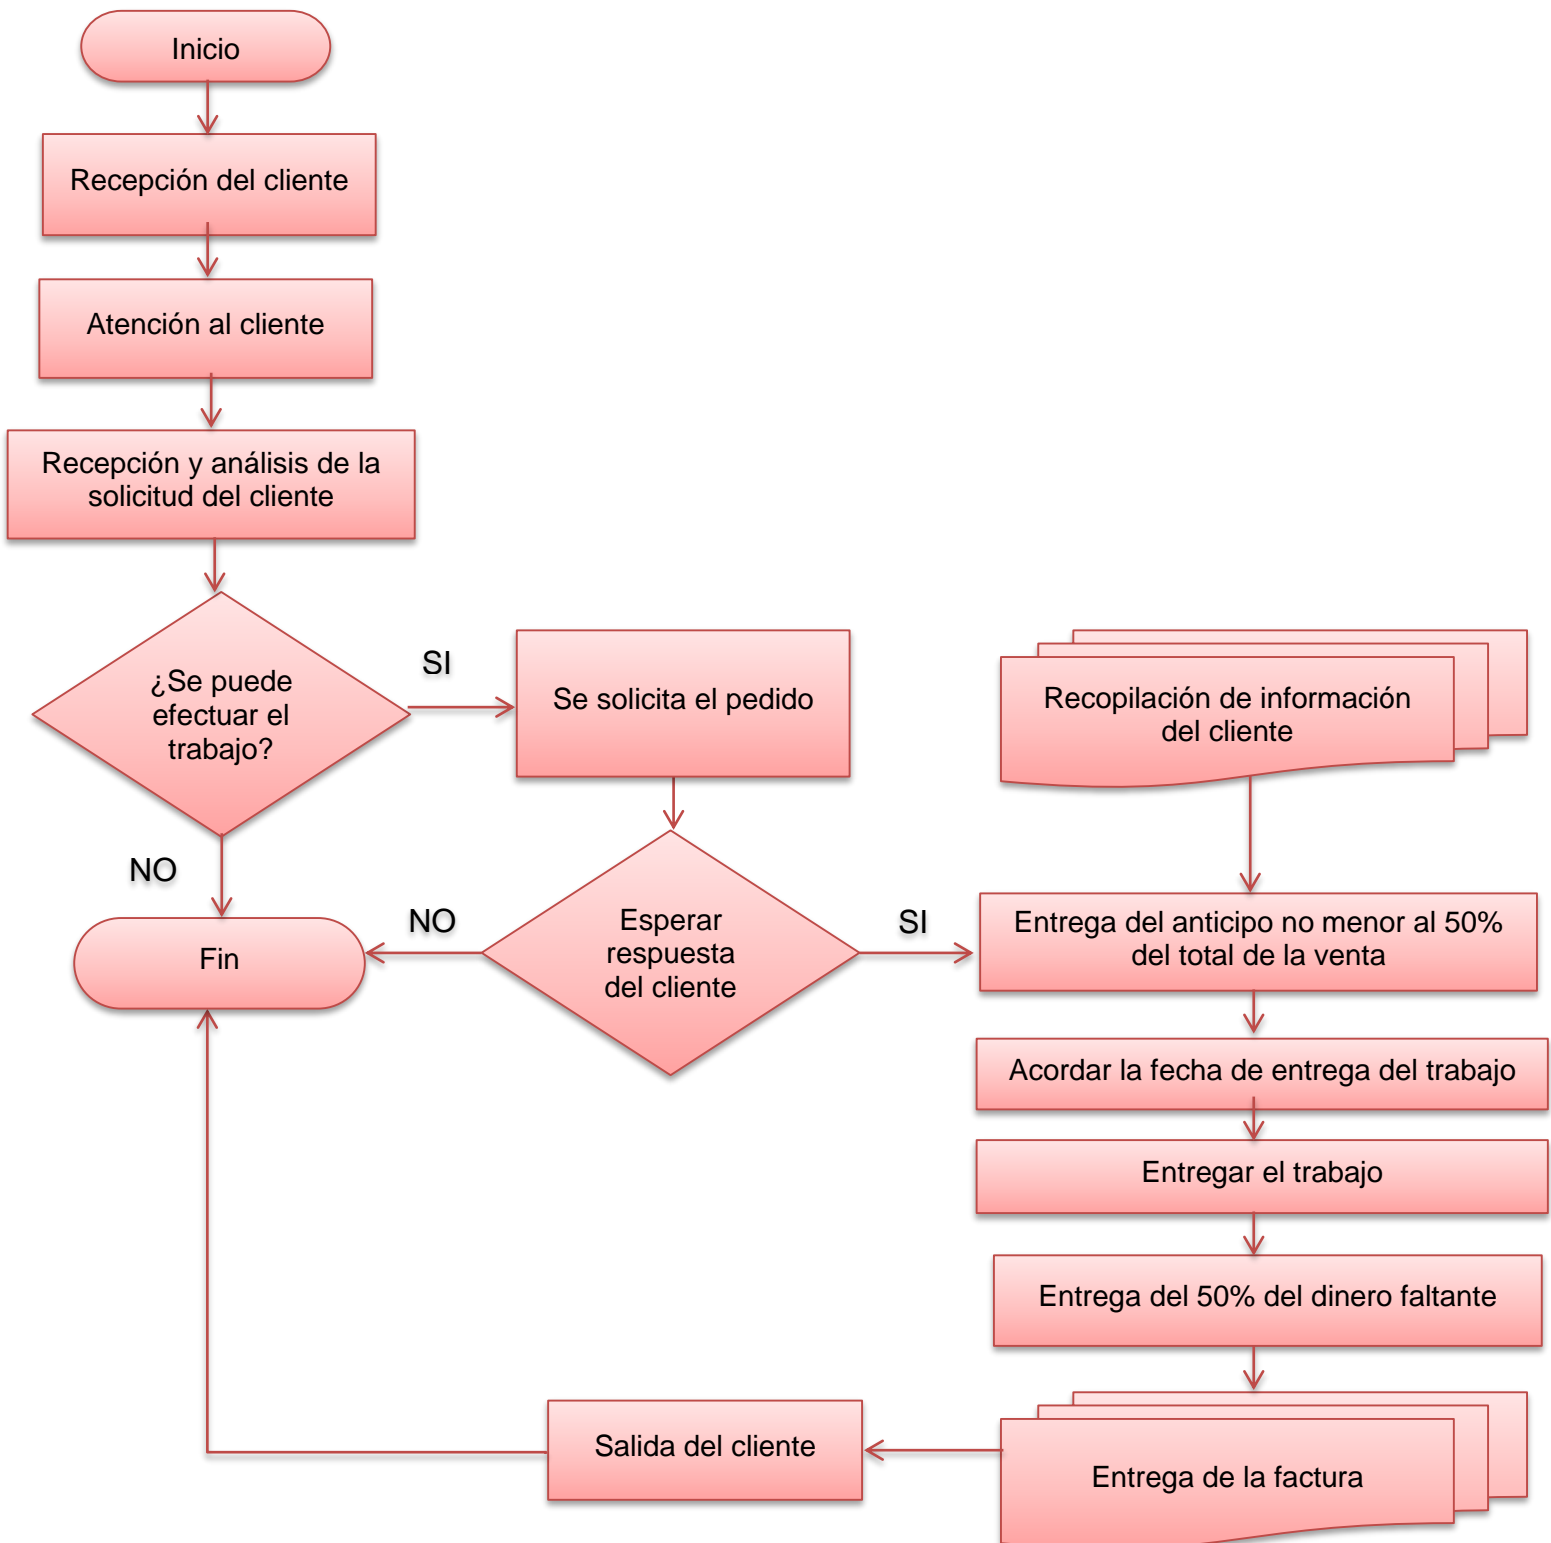 Inicio
Recepción del cliente
Atención al cliente
Recepción y análisis de la
solicitud del cliente
¿Se puede
efectuar el
trabajo?
SI
Se solicita el pedido
Recopilación de información
del cliente
NO
Fin
NO
Esperar
respuesta
del cliente
SI
Entrega del anticipo no menor al 50%
del total de la venta
Acordar la fecha de entrega del trabajo
Entregar el trabajo
Entrega del 50% del dinero faltante
Salida del cliente
Entrega de la factura